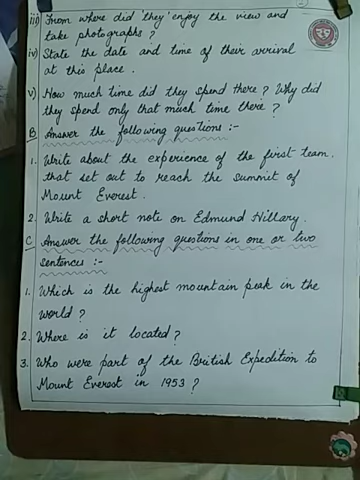 iii) From where did 'they' enjoy the view and
take photographs?
iv) State the date and time of their arrival
at this place.
v) How much time did they spend there? Why did
they spend only that much time there?
B Answer the following questions :-
1. Write about the experience of the first team,
that set out to reach the summit of
Mount Everest.
2. Write a short note on Edmund Hillary.
C Answer the following questions in one or two
sentences :-
1. Which is the highest mountain peak in the
world?
2. Where is it located?
3. Who were part of the British Expedition to
Mount Everest in 1953?